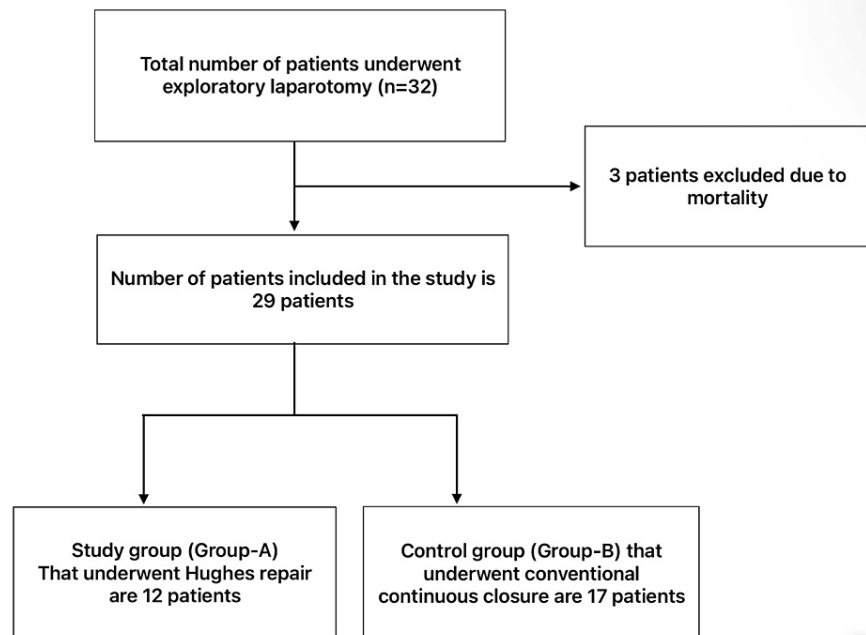 Total number of patients underwent
exploratory laparotomy (n=32)
3 patients excluded due to
mortality
Number of patients included in the study is
29 patients
Study group (Group-A)
That underwent Hughes repair
are 12 patients
Control group (Group-B) that
underwent conventional
continuous closure are 17 patients